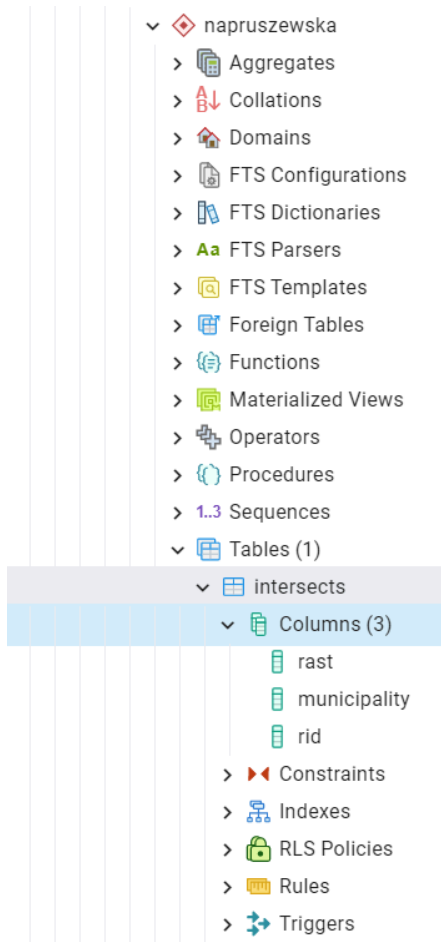 napruszewska
Aggregates
Collations
Domains
FTS Configurations
FTS Dictionaries
Aa FTS Parsers
FTS Templates
Foreign Tables
Functions
Materialized Views
Operators
Procedures
1..3 Sequences
Tables (1)
intersects
Columns (3)
rast
municipality
rid
Constraints
Indexes
RLS Policies
Rules
Triggers